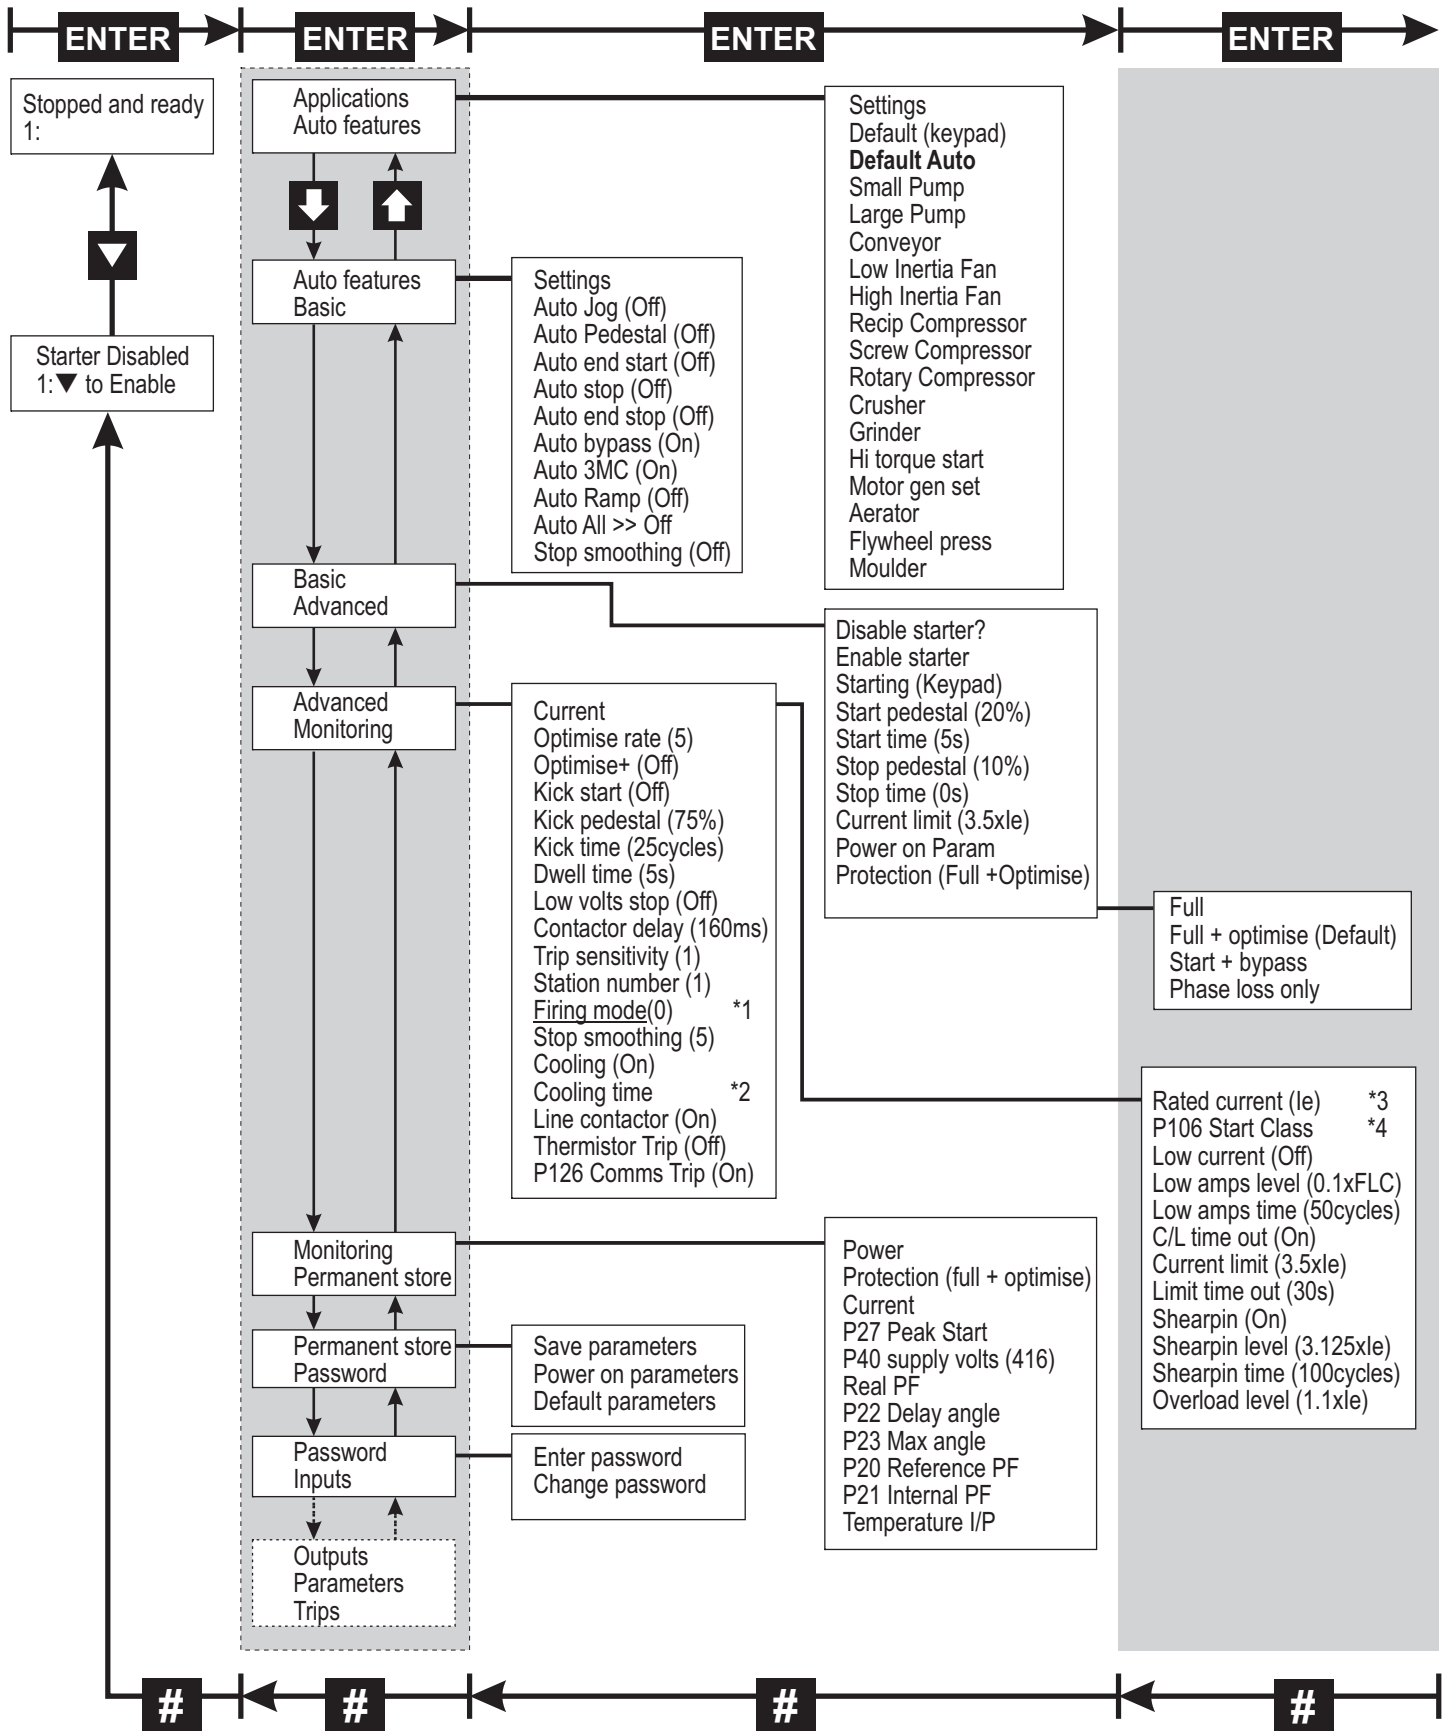 ENTER
ENTER
ENTER
ENTER
Stopped and ready
1:
▼
Starter Disabled
1:▼ to Enable
Applications
Auto features
Auto features
Basic
Basic
Advanced
Advanced
Monitoring
Monitoring
Permanent store
Permanent store
Password
Password
Inputs
Outputs
Parameters
Trips
Settings
Auto Jog (Off)
Auto Pedestal (Off)
Auto end start (Off)
Auto stop (Off)
Auto end stop (Off)
Auto bypass (On)
Auto 3MC (On)
Auto Ramp (Off)
Auto All >> Off
Stop smoothing (Off)
Current
Optimise rate (5)
Optimise+ (Off)
Kick start (Off)
Kick pedestal (75%)
Kick time (25cycles)
Dwell time (5s)
Low volts stop (Off)
Contactor delay (160ms)
Trip sensitivity (1)
Station number (1)
Firing mode(0) *1
Stop smoothing (5)
Cooling (On)
Cooling time *2
Line contactor (On)
Thermistor Trip (Off)
P126 Comms Trip (On)
Save parameters
Power on parameters
Default parameters
Enter password
Change password
Settings
Default (keypad)
Default Auto
Small Pump
Large Pump
Conveyor
Low Inertia Fan
High Inertia Fan
Recip Compressor
Screw Compressor
Rotary Compressor
Crusher
Grinder
Hi torque start
Motor gen set
Aerator
Flywheel press
Moulder
Disable starter?
Enable starter
Starting (Keypad)
Start pedestal (20%)
Start time (5s)
Stop pedestal (10%)
Stop time (0s)
Current limit (3.5xIe)
Power on Param
Protection (Full +Optimise)
Power
Protection (full + optimise)
Current
P27 Peak Start
P40 supply volts (416)
Real PF
P22 Delay angle
P23 Max angle
P20 Reference PF
P21 Internal PF
Temperature I/P
Full
Full + optimise (Default)
Start + bypass
Phase loss only
Rated current (Ie) *3
P106 Start Class *4
Low current (Off)
Low amps level (0.1xFLC)
Low amps time (50cycles)
C/L time out (On)
Current limit (3.5xIe)
Limit time out (30s)
Shearpin (On)
Shearpin level (3.125xIe)
Shearpin time (100cycles)
Overload level (1.1xIe)
#
#
#
#